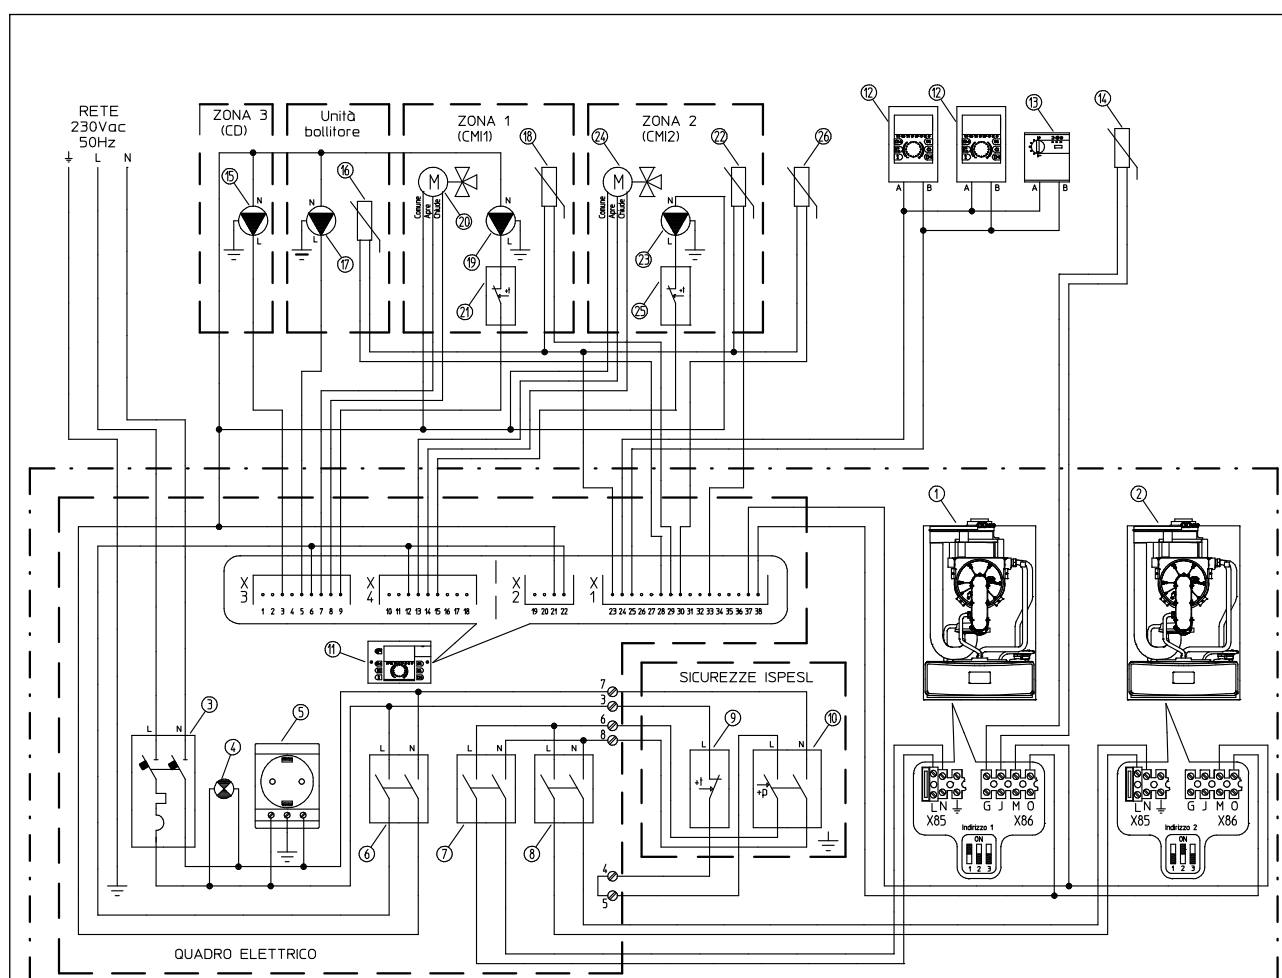 RETE
230Vac
50Hz
L N
ZONA 3
(CD)
Unità
bollitore
ZONA 1
(CMI1)
ZONA 2
(CMI2)
12 12 13 14
15 16 18 24 22 26
N N M N M N
Comune
Apre
Chiude
20
Comune
Apre
Chiude
L L L L
17 19 23
+t +t
21 25
A B A B A B
1 2
X
3
1 2 3 4 5 6 7 8 9
X
4
10 11 12 13 14 15 16 17 18
X
2
19 20 21 22
X
1
23 24 25 26 27 28 29 30 31 32 33 34 35 36 37 38
11
SICUREZZE ISPESL
7
3
6
8
3 4 5
L N
L N L N L N
9 10
L L N
+t +p
6 7 8
4
5
L N G J M O
X85 X86
Indirizzo 1
ON
1 2 3
L N G J M O
X85 X86
Indirizzo 2
ON
1 2 3
QUADRO ELETTRICO